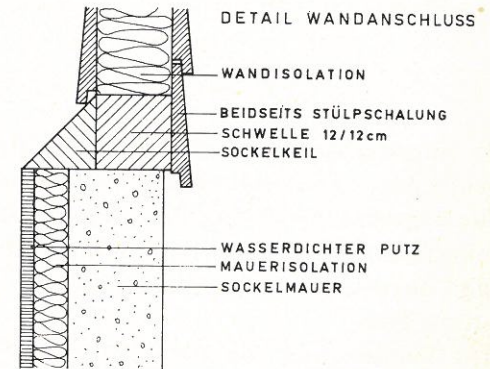 DETAIL WANDANSCHLUSS
WANDISOLATION
BEIDSEITS STÜLPSCHALUNG
SCHWELLE 12/12cm
SOCKELKEIL
WASSERDICHTER PUTZ
MAUERISOLATION
SOCKELMAUER